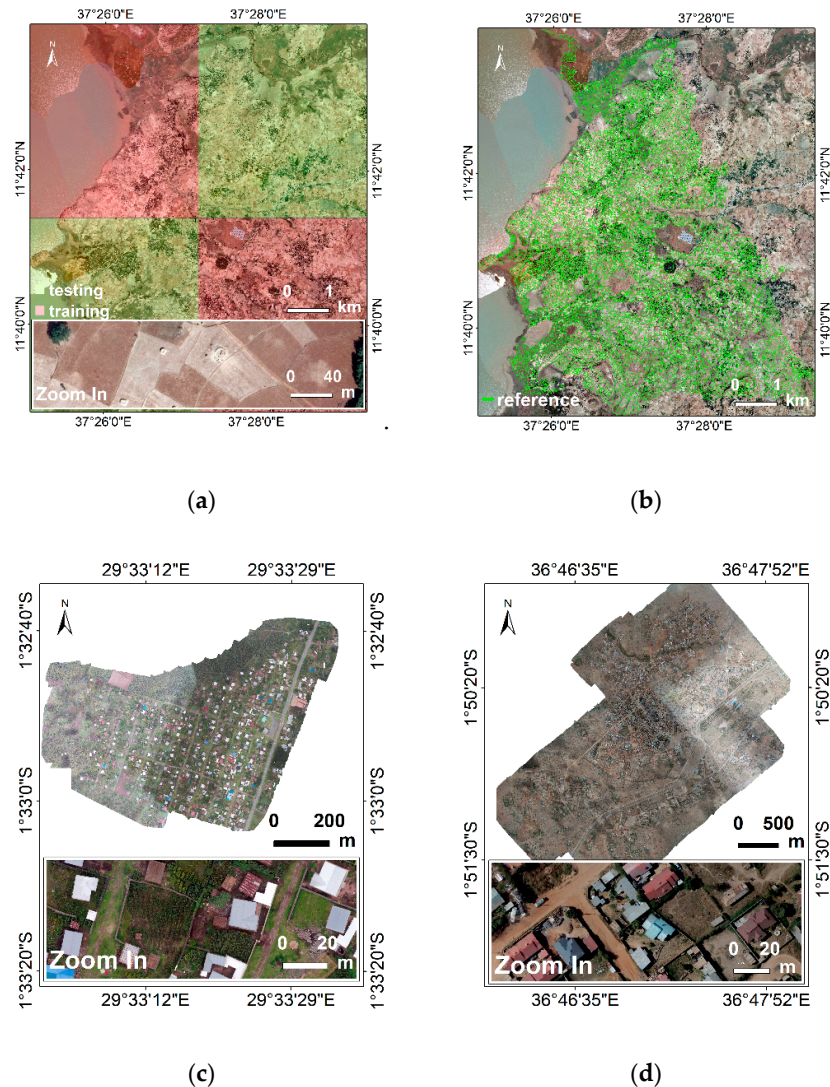 37°26'0"E 37°28'0"E
N
11°42'0"N 11°42'0"N
testing
training
0 1
km
11°40'0"N 11°40'0"N
0 40
Zoom In m
37°26'0"E 37°28'0"E
.
(a)
37°26'0"E 37°28'0"E
N
11°42'0"N 11°42'0"N
11°40'0"N 11°40'0"N
0 1
reference km
37°26'0"E 37°28'0"E
(b)
29°33'12"E 29°33'29"E
N
1°32'40"S 1°32'40"S
1°33'0"S 1°33'0"S
0 200
m
0 20
Zoom In m
1°33'20"S 1°33'20"S
29°33'12"E 29°33'29"E
(c)
36°46'35"E 36°47'52"E
N
1°50'20"S 1°50'20"S
0 500
m
1°51'30"S 1°51'30"S
0 20
Zoom In m
36°46'35"E 36°47'52"E
(d)